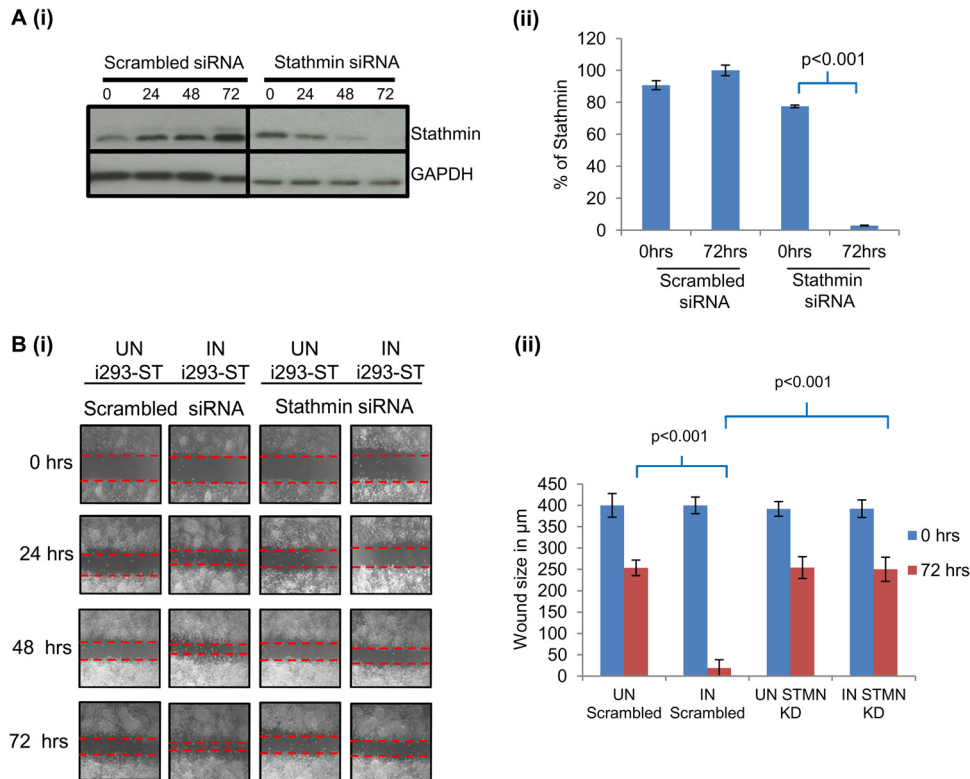 A (i)
Scrambled siRNA Stathmin siRNA
0 24 48 72 0 24 48 72
Stathmin
GAPDH
(ii)
120
100
80
60
40
20
0
% of Stathmin
p<0.001
0hrs 72hrs 0hrs 72hrs
Scrambled siRNA
Stathmin siRNA
B (i)
UN i293-ST
IN i293-ST
UN i293-ST
IN i293-ST
Scrambled siRNA Stathmin siRNA
0 hrs
24 hrs
48 hrs
72 hrs
(ii)
p<0.001
p<0.001
450
400
350
300
250
200
150
100
50
0
Wound size in µm
0 hrs
72 hrs
UN Scrambled
IN Scrambled
UN STMN KD
IN STMN KD